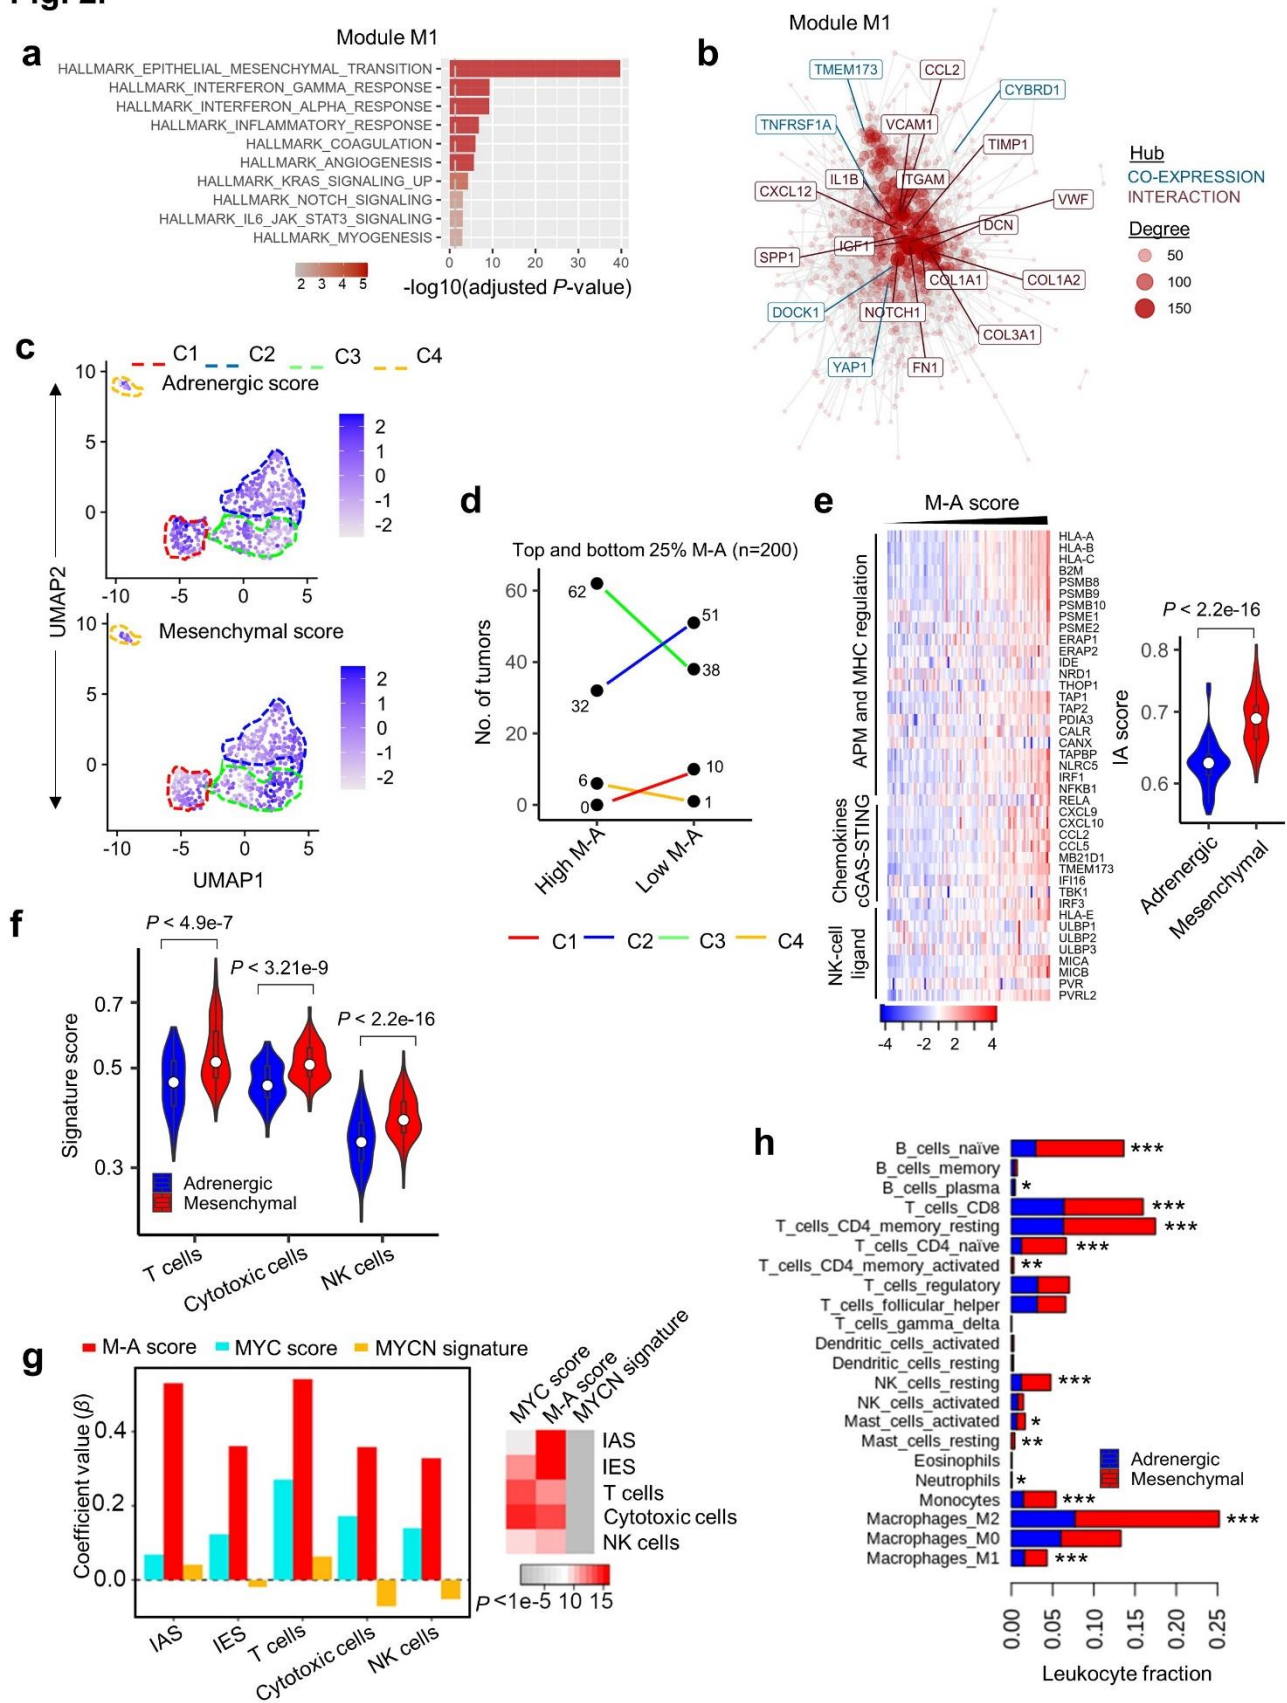 a
Module M1
HALLMARK_EPITHELIAL_MESENCHYMAL_TRANSITION
HALLMARK_INTERFERON_GAMMA_RESPONSE
HALLMARK_INTERFERON_ALPHA_RESPONSE
HALLMARK_INFLAMMATORY_RESPONSE
HALLMARK_COAGULATION
HALLMARK_ANGIOGENESIS
HALLMARK_KRAS_SIGNALING_UP
HALLMARK_NOTCH_SIGNALING
HALLMARK_IL6_JAK_STAT3_SIGNALING
HALLMARK_MYOGENESIS
0 10 20 30 40
2 3 4 5
-log10(adjusted P-value)
b
Module M1
TMEM173
CCL2
CYBRD1
TNFRSF1A
VCAM1
TIMP1
IL1B
ITGAM
CXCL12
VWF
DCN
IGF1
SPP1
COL1A1
COL1A2
DOCK1
NOTCH1
COL3A1
YAP1
FN1
Hub
CO-EXPRESSION
INTERACTION
Degree
50
100
150
c
C1 C2 C3 C4
Adrenergic score
10
5
0
-10 -5 0 5
2
1
0
-1
-2
UMAP2
Mesenchymal score
10
5
0
-10 -5 0 5
2
1
0
-1
-2
UMAP1
d
Top and bottom 25% M-A (n=200)
No. of tumors
60
40
20
0
62
32
6
0
51
38
10
1
High M-A
Low M-A
C1 C2 C3 C4
e
M-A score
APM and MHC regulation
Chemokines
cGAS-STING
NK-cell
ligand
HLA-A
HLA-B
HLA-C
B2M
PSMB8
PSMB9
PSMB10
PSME1
PSME2
ERAP1
ERAP2
IDE
NRD1
THOP1
TAP1
TAP2
PDIA3
CALR
CANX
TAPBP
NLRC5
IRF1
NFKB1
RELA
CXCL9
CXCL10
CCL2
CCL5
MB21D1
TMEM173
IFI16
TBK1
IRF3
HLA-E
ULBP1
ULBP2
ULBP3
MICA
MICB
PVR
PVRL2
-4 -2 2 4
P < 2.2e-16
IA score
0.8
0.7
0.6
Adrenergic
Mesenchymal
f
P < 4.9e-7
P < 3.21e-9
P < 2.2e-16
Signature score
0.7
0.5
0.3
Adrenergic
Mesenchymal
T cells
Cytotoxic cells
NK cells
g
M-A score MYC score MYCN signature
Coefficient value (β)
0.4
0.2
0.0
IAS
IES
T cells
Cytotoxic cells
NK cells
MYC score
M-A score
MYCN signature
IAS
IES
T cells
Cytotoxic cells
NK cells
P <1e-5 10 15
h
B_cells_naïve ***
B_cells_memory
B_cells_plasma *
T_cells_CD8 ***
T_cells_CD4_memory_resting ***
T_cells_CD4_naïve ***
T_cells_CD4_memory_activated **
T_cells_regulatory
T_cells_follicular_helper
T_cells_gamma_delta
Dendritic_cells_activated
Dendritic_cells_resting
NK_cells_resting ***
NK_cells_activated
Mast_cells_activated *
Mast_cells_resting **
Eosinophils
Neutrophils *
Monocytes ***
Macrophages_M2 ***
Macrophages_M0
Macrophages_M1 ***
Adrenergic
Mesenchymal
0.00 0.05 0.10 0.15 0.20 0.25
Leukocyte fraction